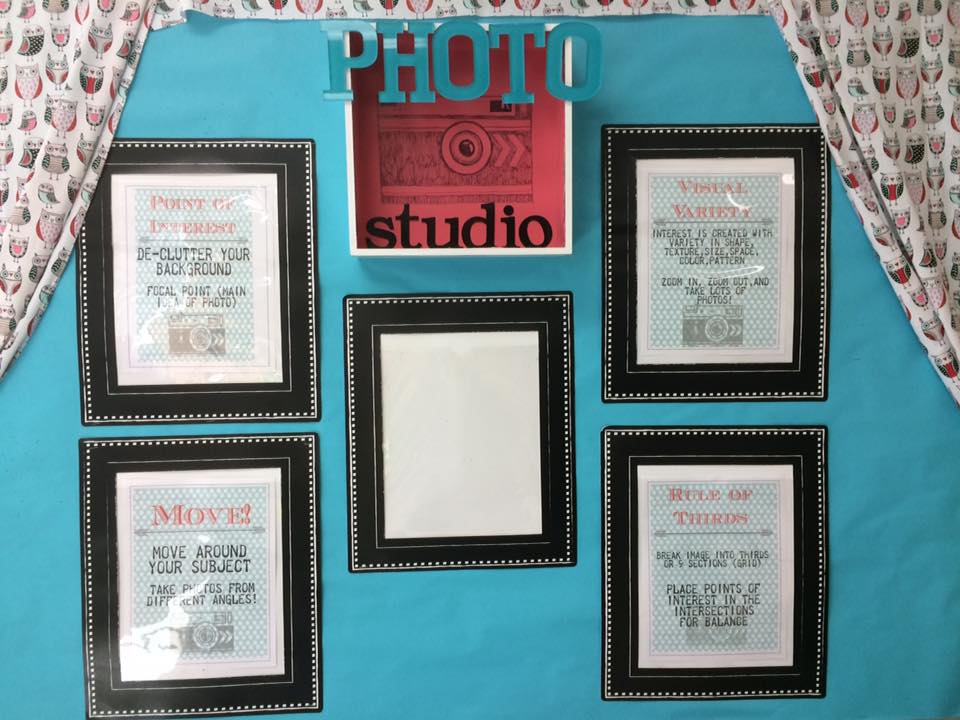 PHOTO
studio
POINT OF
INTEREST
DE-CLUTTER YOUR
BACKGROUND
FOCAL POINT (MAIN
IDEA OF PHOTO)
MOVE!
MOVE AROUND
YOUR SUBJECT
TAKE PHOTOS FROM
DIFFERENT ANGLES!
VISUAL
VARIETY
INTEREST IS CREATED WITH
VARIETY IN SHAPE,
TEXTURE,SIZE,SPACE,
COLOR,PATTERN
ZOOM IN, ZOOM OUT,AND
TAKE LOTS OF
PHOTOS!
RULE OF
THIRDS
BREAK IMAGE INTO THIRDS
OR 9 SECTIONS (GRID)
PLACE POINTS OF
INTEREST IN THE
INTERSECTIONS
FOR BALANCE